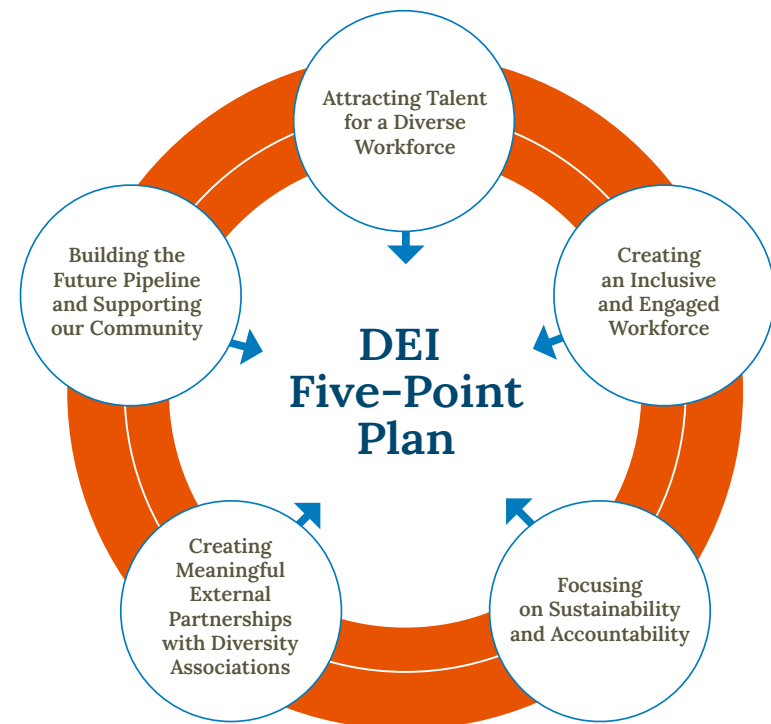 Attracting Talent
for a Diverse
Workforce
Creating
an Inclusive
and Engaged
Workforce
Focusing
on Sustainability
and Accountability
Creating
Meaningful
External
Partnerships
with Diversity
Associations
Building the
Future Pipeline
and Supporting
our Community
DEI
Five-Point
Plan